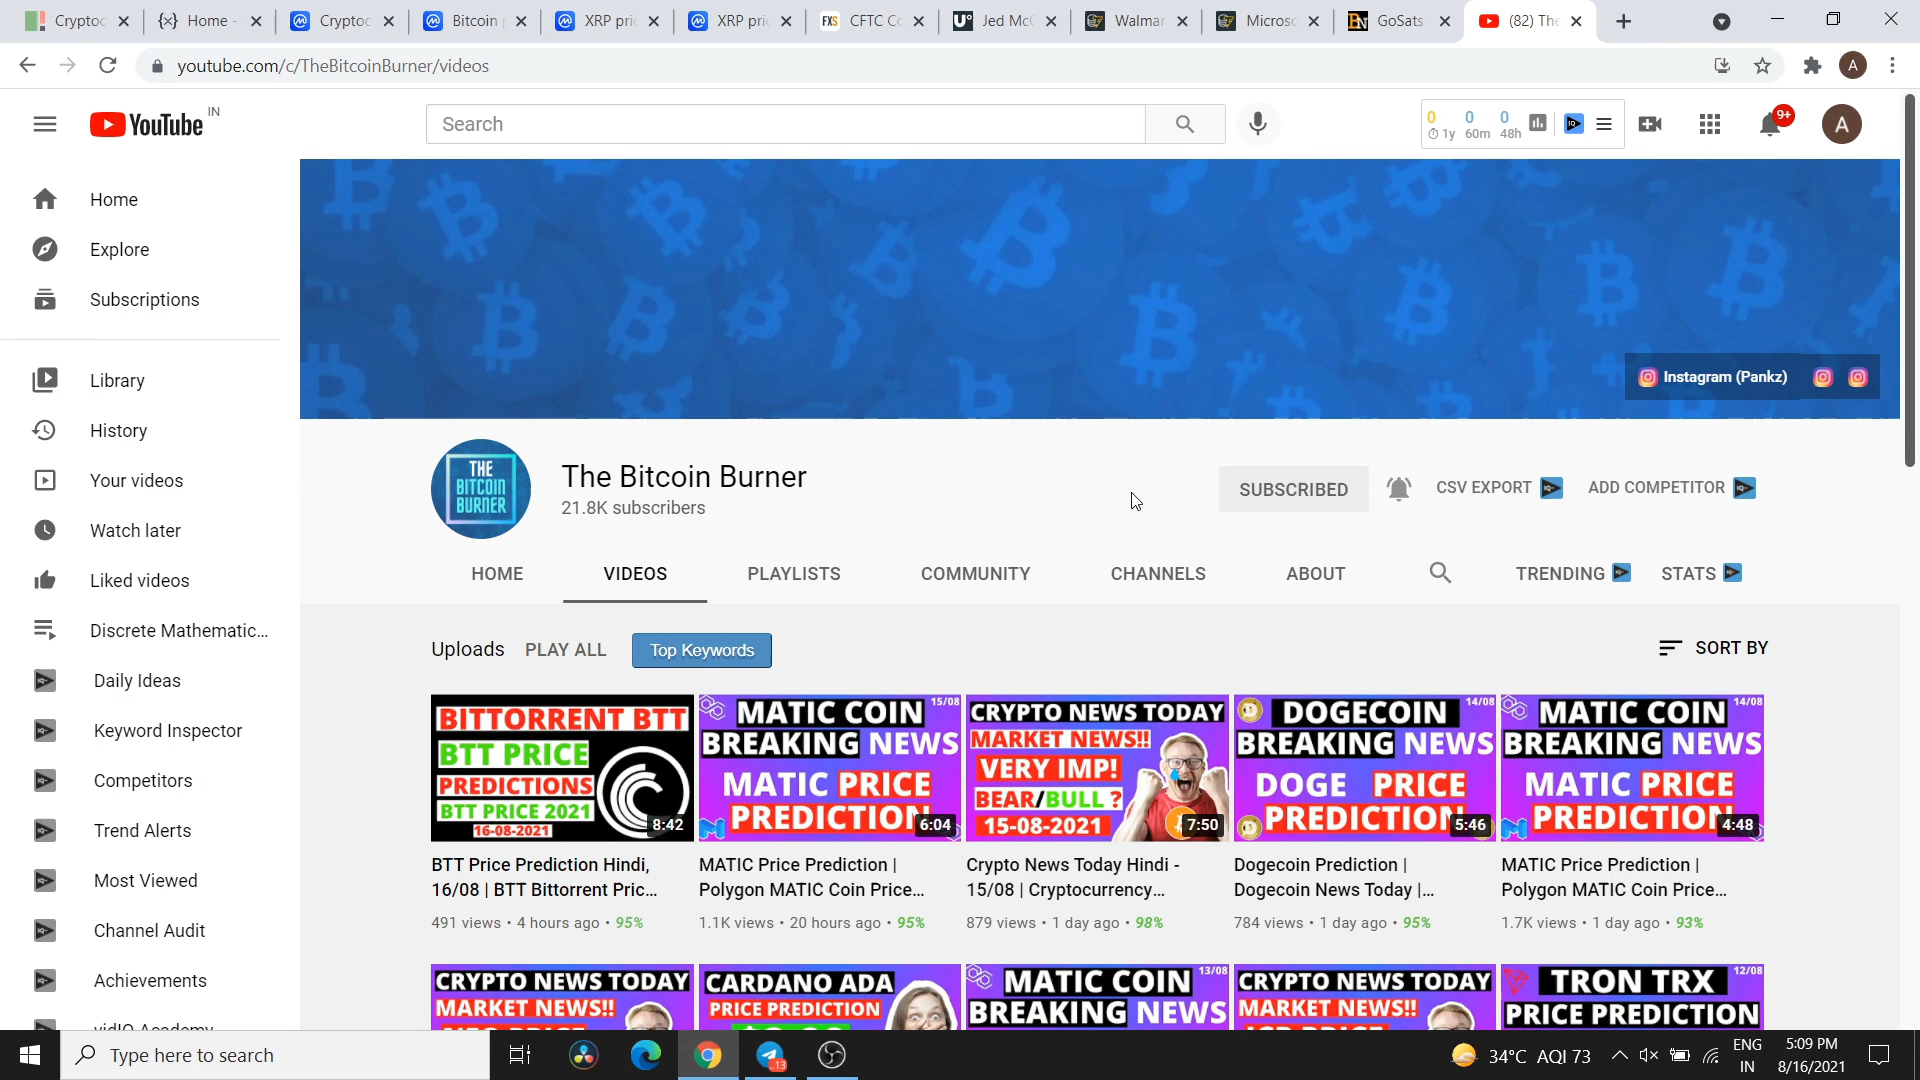 Cryptoc
Home -
Cryptoc
Bitcoin
XRP pric
XRP pric
FXS
CFTC Co
U°
Jed McC
Walmar
Microso
BN
GoSats
(82) The
youtube.com/c/TheBitcoinBurner/videos
A
YouTube IN
Search
0 0 0
1y 60m 48h
9+
A
Home
Explore
Subscriptions
Library
History
Your videos
Watch later
Liked videos
Discrete Mathematic...
Daily Ideas
Keyword Inspector
Competitors
Trend Alerts
Most Viewed
Channel Audit
Achievements
vidIQ Academy
Instagram (Pankz)
THE
BITCOIN
BURNER
The Bitcoin Burner
21.8K subscribers
SUBSCRIBED
CSV EXPORT
ADD COMPETITOR
HOME
VIDEOS
PLAYLISTS
COMMUNITY
CHANNELS
ABOUT
TRENDING
STATS
Uploads
PLAY ALL
Top Keywords
SORT BY
BITTORRENT BTT
BTT PRICE
PREDICTIONS
BTT PRICE 2021
16-08-2021
8:42
BTT Price Prediction Hindi,
16/08 | BTT Bittorrent Pric...
491 views • 4 hours ago • 95%
15/08
MATIC COIN
BREAKING NEWS
MATIC PRICE
PREDICTION
6:04
MATIC Price Prediction |
Polygon MATIC Coin Price...
1.1K views • 20 hours ago • 95%
CRYPTO NEWS TODAY
MARKET NEWS!!
VERY IMP!
BEAR/BULL ?
15-08-2021
7:50
Crypto News Today Hindi -
15/08 | Cryptocurrency...
879 views • 1 day ago • 98%
14/08
DOGECOIN
BREAKING NEWS
DOGE PRICE
PREDICTION
5:46
Dogecoin Prediction |
Dogecoin News Today |...
784 views • 1 day ago • 95%
14/08
MATIC COIN
BREAKING NEWS
MATIC PRICE
PREDICTION
4:48
MATIC Price Prediction |
Polygon MATIC Coin Price...
1.7K views • 1 day ago • 93%
CRYPTO NEWS TODAY
MARKET NEWS!!
CARDANO ADA
PRICE PREDICTION
13/08
MATIC COIN
BREAKING NEWS
CRYPTO NEWS TODAY
MARKET NEWS!!
12/08
TRON TRX
PRICE PREDICTION
Type here to search
13
34°C AQI 73
ENG
IN
5:09 PM
8/16/2021